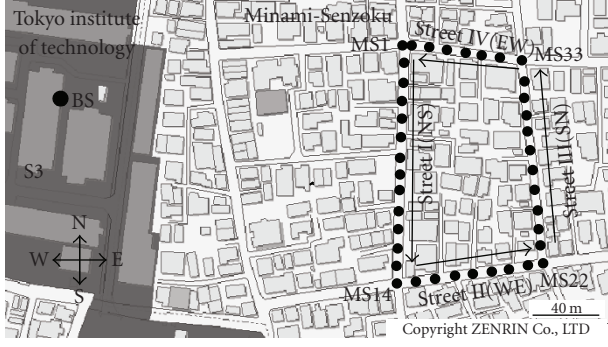 Tokyo institute
of technology
Minami-Senzoku
Street IV (EW)
MS1
MS33
BS
S3
Street I (NS)
Street III (SN)
N
W
E
S
MS14
Street II (WE)
MS22
40 m
Copyright ZENRIN Co., LTD